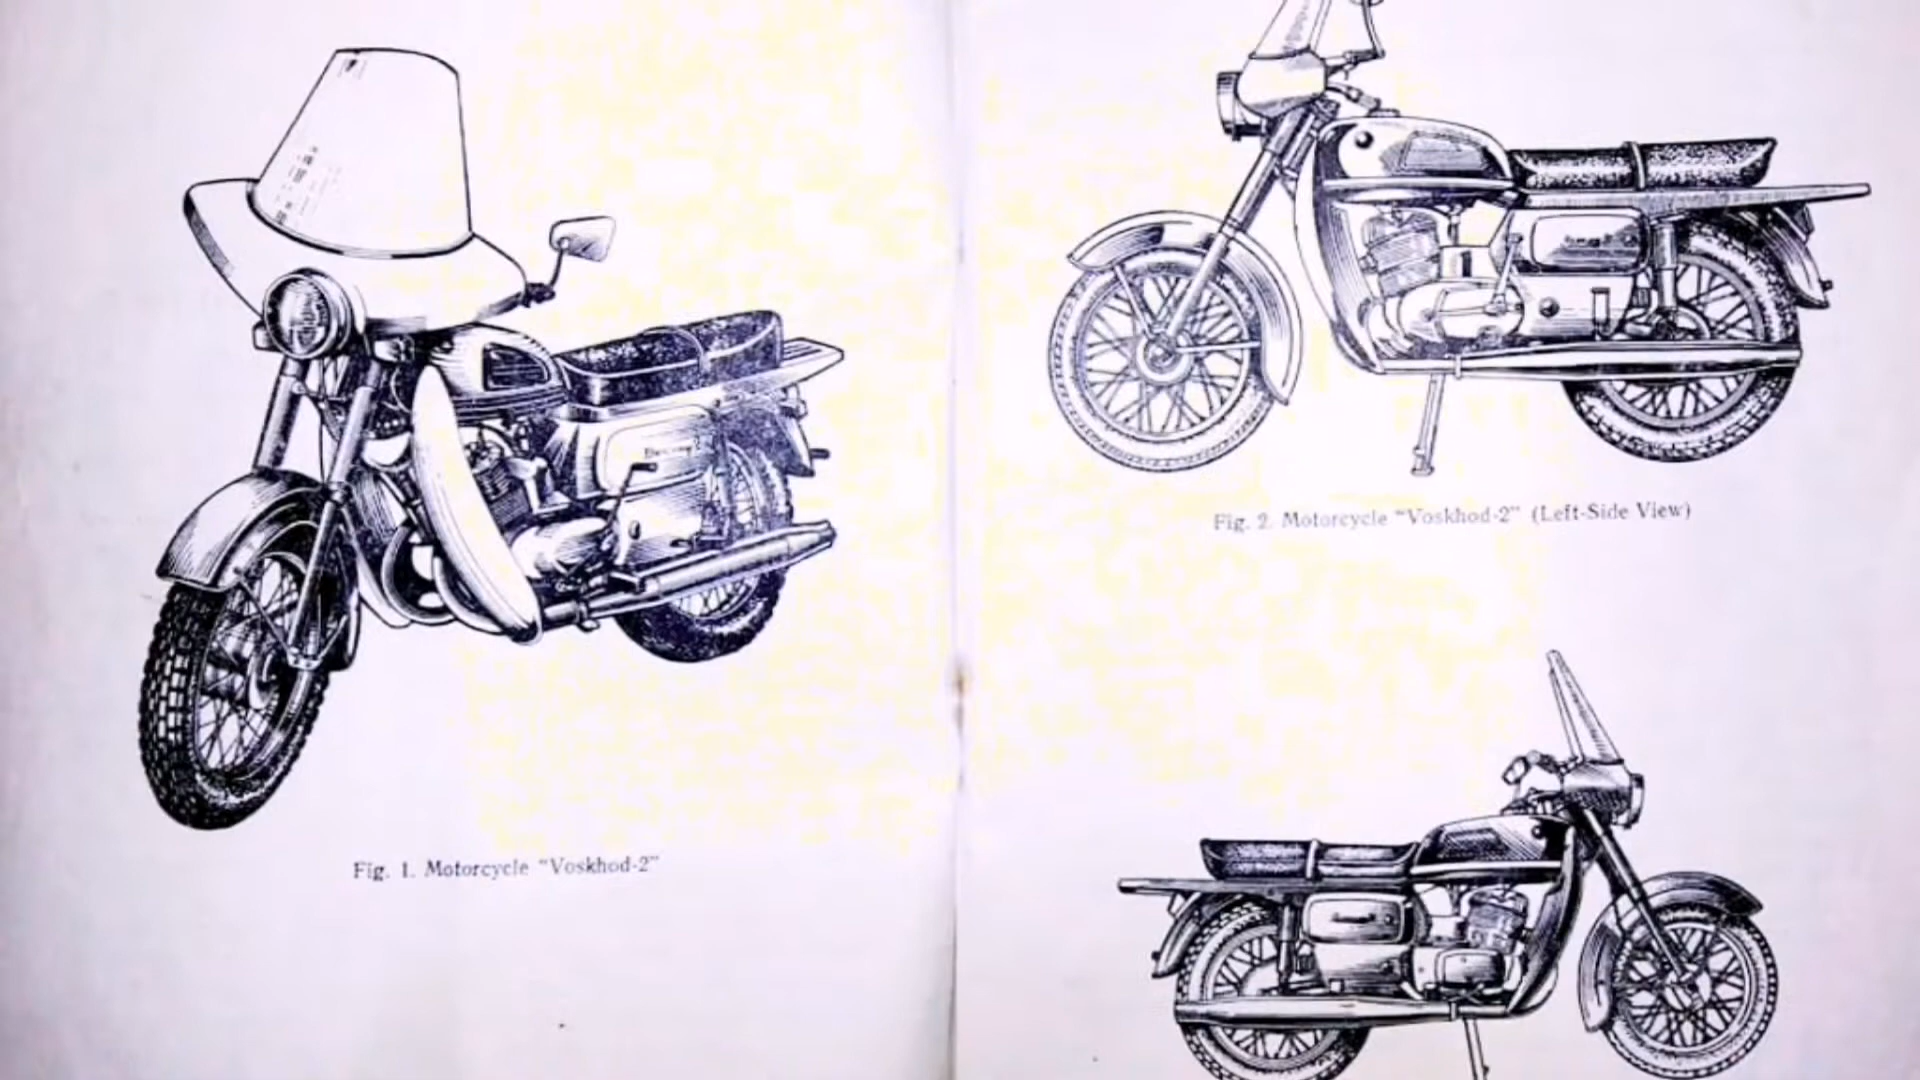 Fig. 1. Motorcycle "Voskhod-2"
Fig. 2. Motorcycle "Voskhod-2" (Left-Side View)